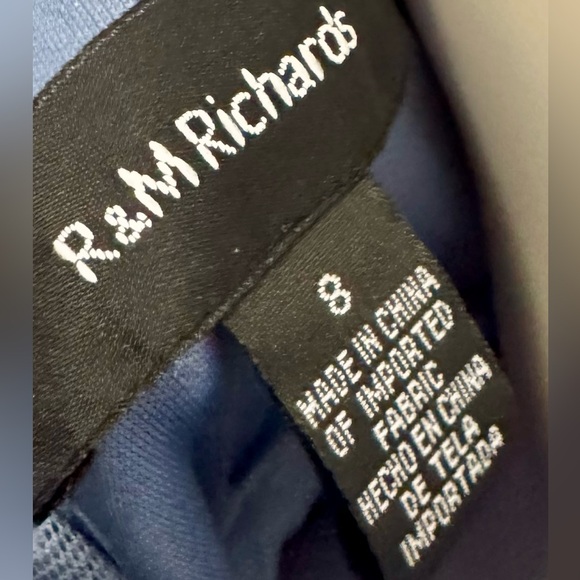 R&M Richards
8
MADE IN CHINA
OF IMPORTED
FABRIC
HECHO EN CHINA
DE TELA
IMPORTADA